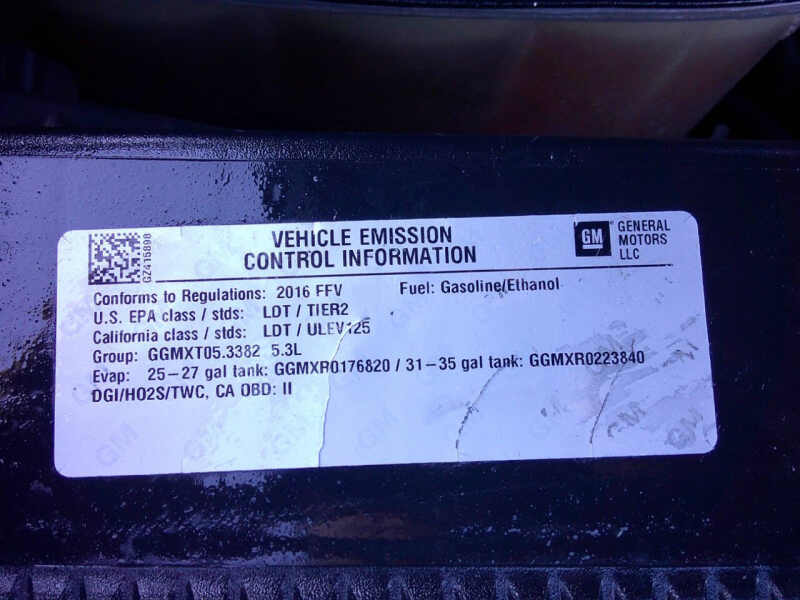 VEHICLE EMISSION
CONTROL INFORMATION
GM
GENERAL
MOTORS
LLC
GZ415898
Conforms to Regulations: 2016 FFV Fuel: Gasoline/Ethanol
U.S. EPA class / stds: LDT / TIER2
California class / stds: LDT / ULEV125
Group: GGMXT05.3382 5.3L
Evap: 25-27 gal tank: GGMXR0176820 / 31-35 gal tank: GGMXR0223840
DGI/HO2S/TWC, CA OBD: II